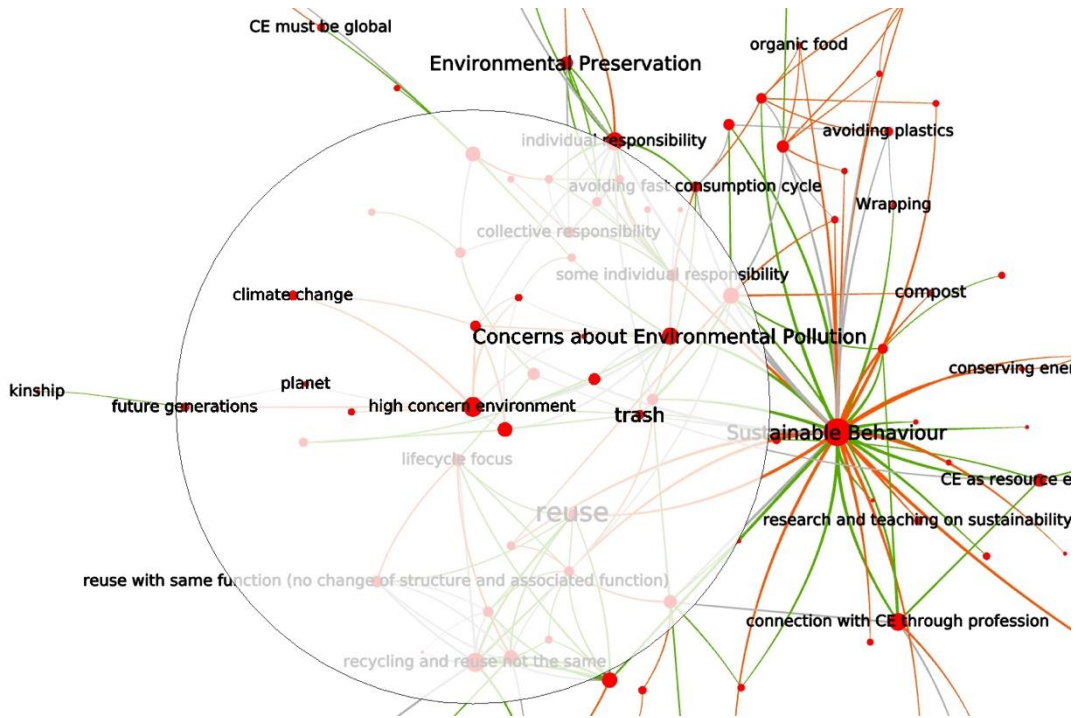 CE must be global
organic food
Environmental Preservation
avoiding plastics
individual responsibility
avoiding fast consumption cycle
Wrapping
collective responsibility
some individual responsibility
climate change
compost
Concerns about Environmental Pollution
conserving ener
planet
kinship
future generations
high concern environment
trash
Sustainable Behaviour
lifecycle focus
CE as resource e
reuse
research and teaching on sustainability
reuse with same function (no change of structure and associated function)
connection with CE through profession
recycling and reuse not the same